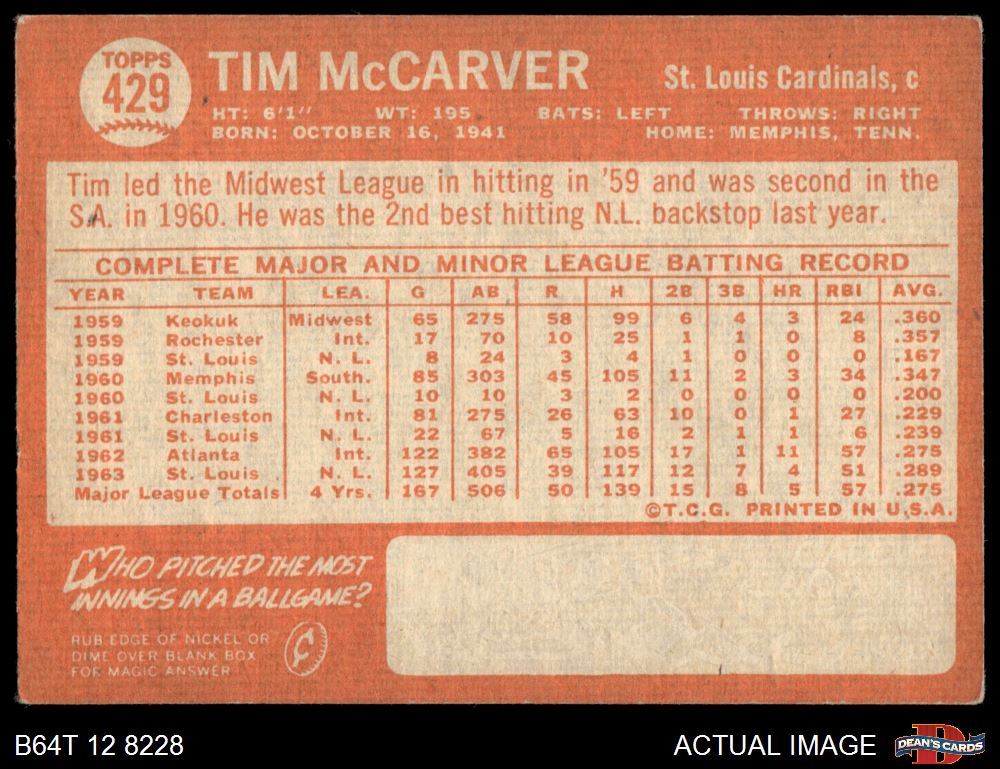 TOPPS
429
TIM McCARVER
St. Louis Cardinals, c
HT: 6'1" WT: 195 BATS: LEFT THROWS: RIGHT
BORN: OCTOBER 16, 1941 HOME: MEMPHIS, TENN.
Tim led the Midwest League in hitting in '59 and was second in the
S.A. in 1960. He was the 2nd best hitting N.L. backstop last year.
COMPLETE MAJOR AND MINOR LEAGUE BATTING RECORD
YEAR TEAM LEA. G AB R H 2B 3B HR RBI AVG.
1959 Keokuk Midwest 65 275 58 99 6 4 3 24 .360
1959 Rochester Int. 17 70 10 25 1 1 0 8 .357
1959 St. Louis N. L. 8 24 3 4 1 0 0 0 .167
1960 Memphis South. 85 303 45 105 11 2 3 34 .347
1960 St. Louis N. L. 10 10 3 2 0 0 0 0 .200
1961 Charleston Int. 81 275 26 63 10 0 1 27 .229
1961 St. Louis N. L. 22 67 5 16 2 1 1 6 .239
1962 Atlanta Int. 122 382 65 105 17 1 11 57 .275
1963 St. Louis N. L. 127 405 39 117 12 7 4 51 .289
Major League Totals 4 Yrs. 167 506 50 139 15 8 5 57 .275
©T.C.G. PRINTED IN U.S.A.
WHO PITCHED THE MOST
INNINGS IN A BALLGAME?
RUB EDGE OF NICKEL OR
DIME OVER BLANK BOX
FOR MAGIC ANSWER
¢
B64T 12 8228
ACTUAL IMAGE
DEAN'S CARDS